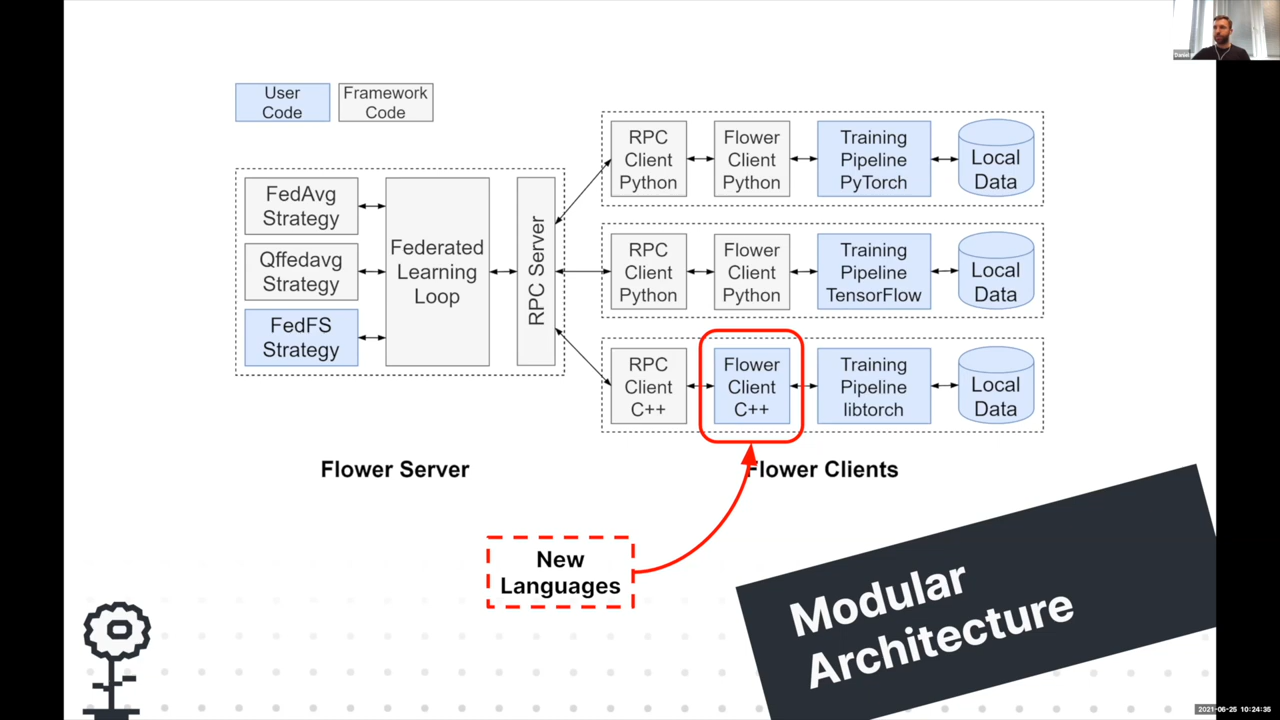 Daniel
User
Code
Framework
Code
FedAvg
Strategy
Qffedavg
Strategy
FedFS
Strategy
Federated
Learning
Loop
RPC Server
RPC
Client
Python
Flower
Client
Python
Training
Pipeline
PyTorch
Local
Data
RPC
Client
Python
Flower
Client
Python
Training
Pipeline
TensorFlow
Local
Data
RPC
Client
C++
Flower
Client
C++
Training
Pipeline
libtorch
Local
Data
Flower Server
Flower Clients
New
Languages
Modular
Architecture
2021-06-25 10:24:35